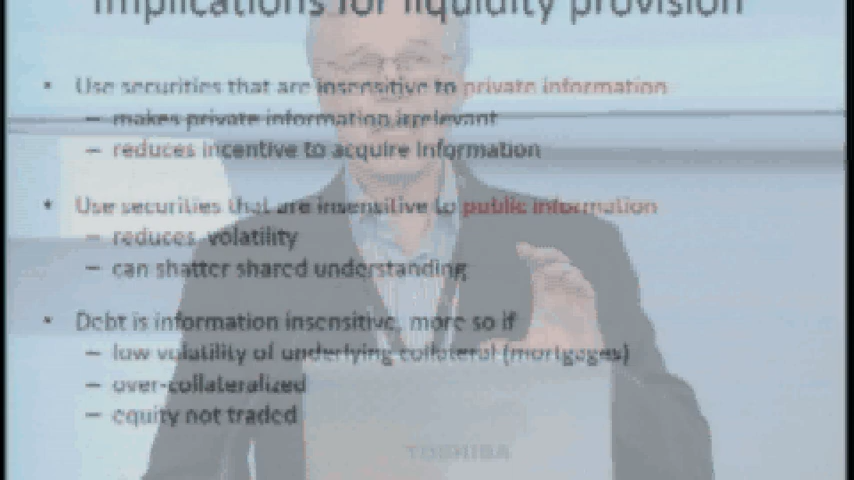 Implications for liquidity provision
• Use securities that are insensitive to private information
– makes private information irrelevant
– reduces incentive to acquire information
• Use securities that are insensitive to public information
– reduces volatility
– can shatter shared understanding
• Debt is information insensitive, more so if
– low volatility of underlying collateral (mortgages)
– over-collateralized
– equity not traded
TOSHIBA